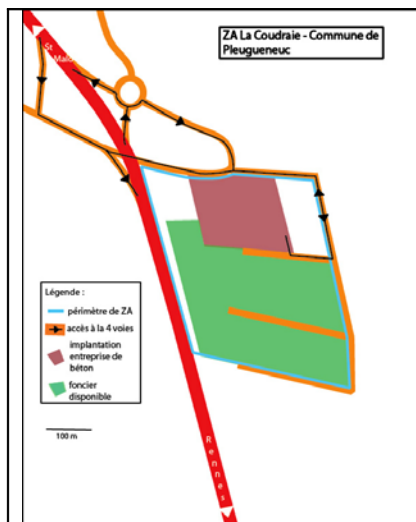 ZA La Coudraie - Commune de
Pleugueneuc
St
Malo
Légende :
périmètre de ZA
accès à la 4 voies
implantation
entreprise de
béton
foncier
disponible
100 m
Rennes